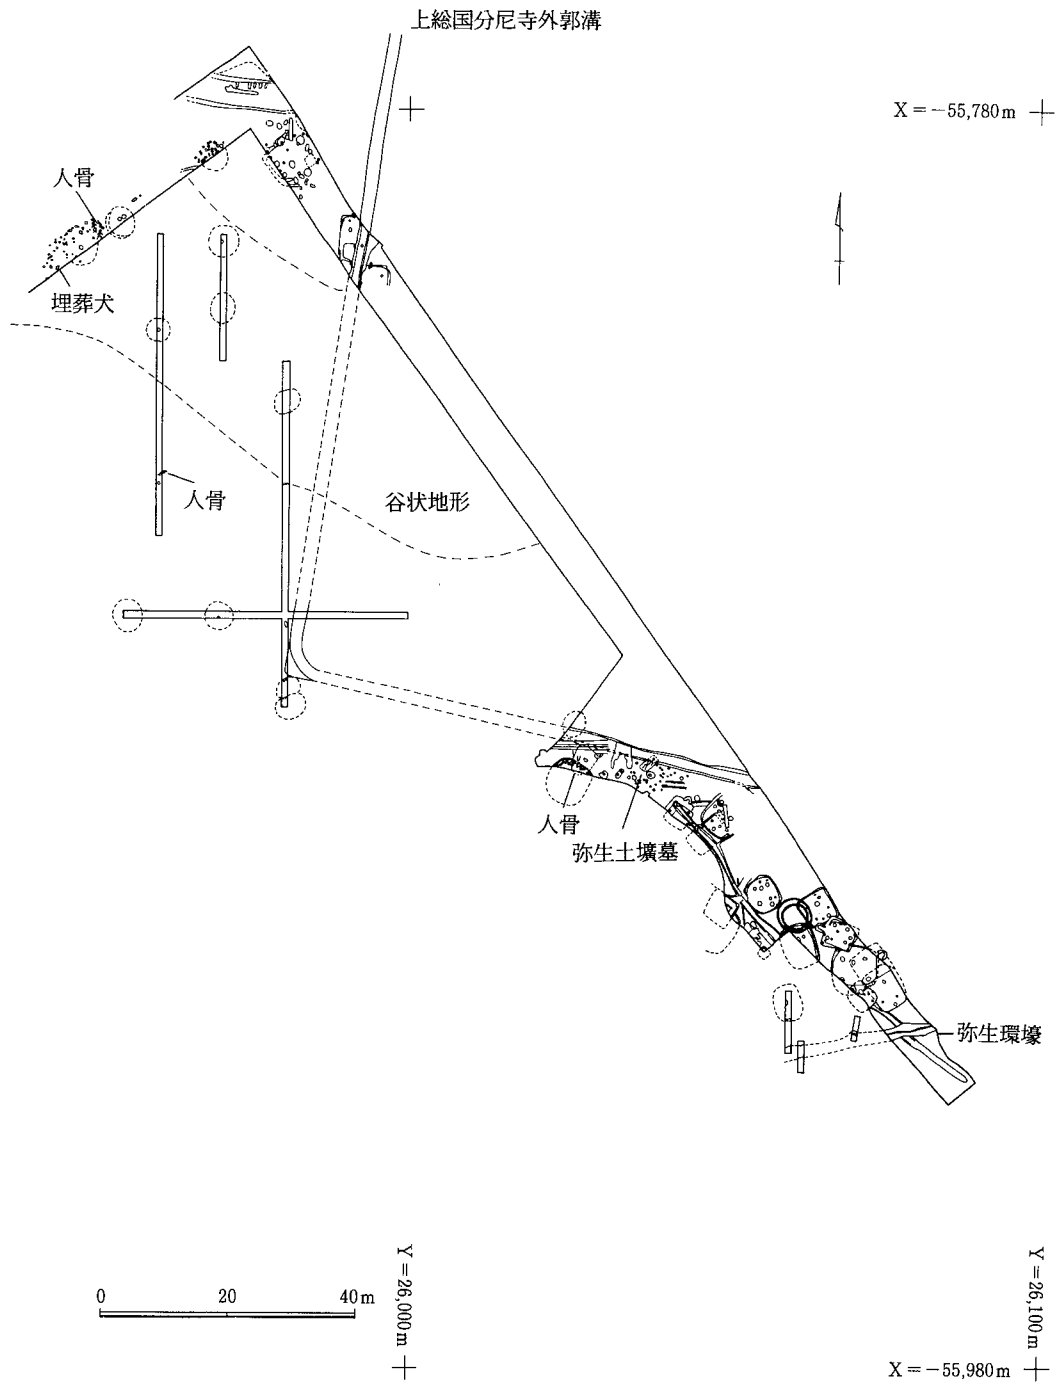 上総国分尼寺外郭溝
X=−55,780m
人骨
埋葬犬
人骨
谷状地形
人骨
弥生土壙墓
弥生環壕
0 20 40m
Y=26,000m
Y=26,100m
X=−55,980m